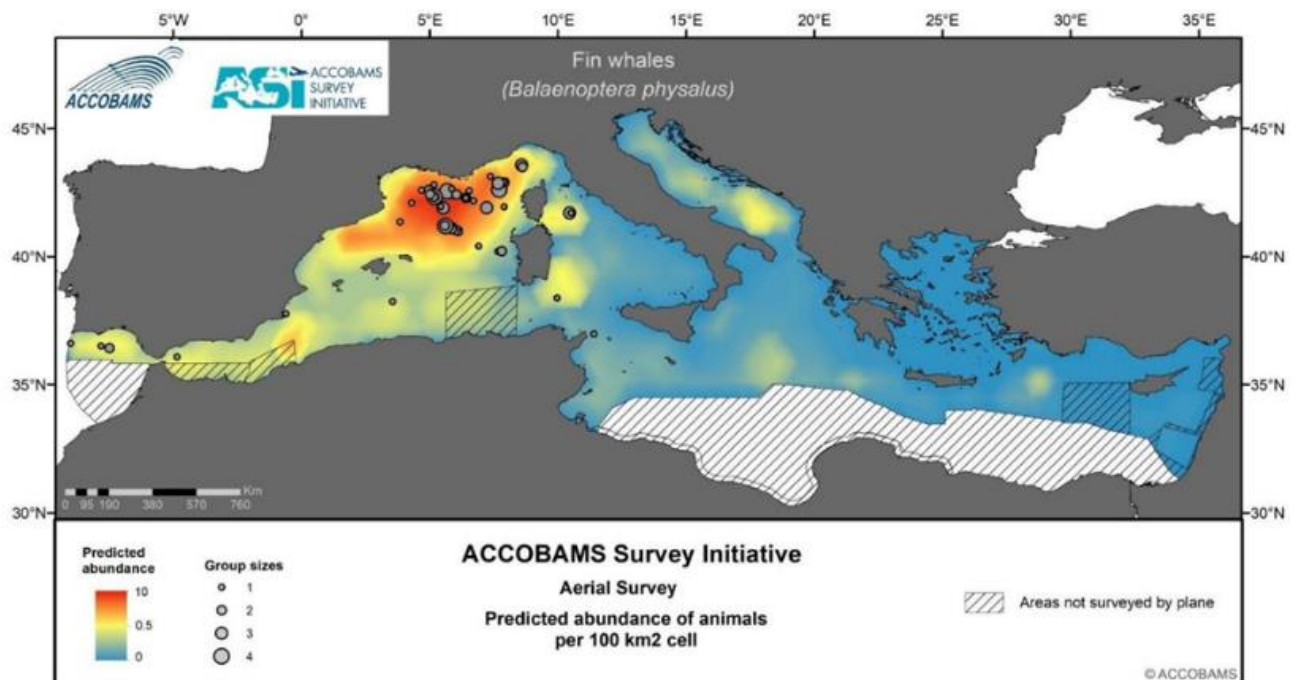 5°W 0° 5°E 10°E 15°E 20°E 25°E 30°E 35°E
ACCOBAMS
ASI ACCOBAMS
SURVEY
INITIATIVE
Fin whales
(Balaenoptera physalus)
45°N 45°N
40°N 40°N
35°N 35°N
Km
0 95 190 380 570 760
30°N 30°N
Predicted
abundance
10
0.5
0
Group sizes
1
2
3
4
ACCOBAMS Survey Initiative
Aerial Survey
Predicted abundance of animals
per 100 km2 cell
Areas not surveyed by plane
© ACCOBAMS